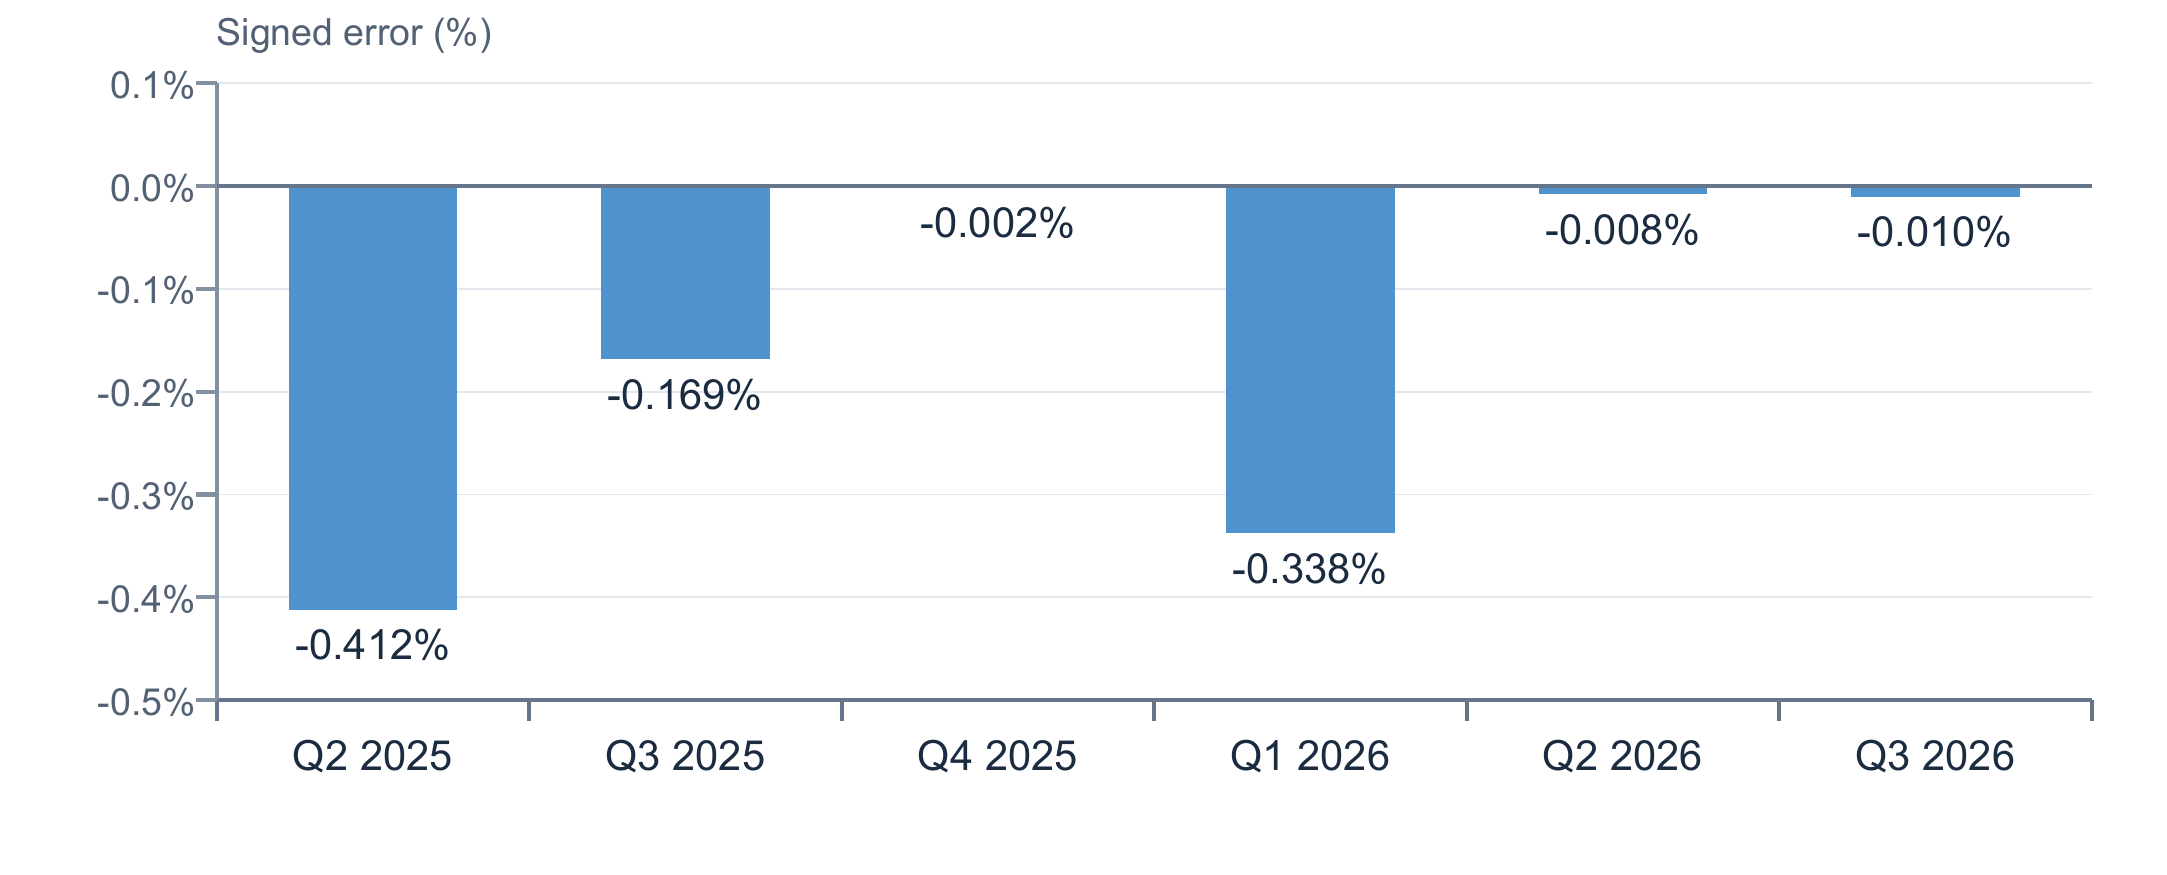 Signed error (%)
0.1%
0.0%
-0.1%
-0.2%
-0.3%
-0.4%
-0.5%
-0.412%
-0.169%
-0.002%
-0.338%
-0.008%
-0.010%
Q2 2025
Q3 2025
Q4 2025
Q1 2026
Q2 2026
Q3 2026